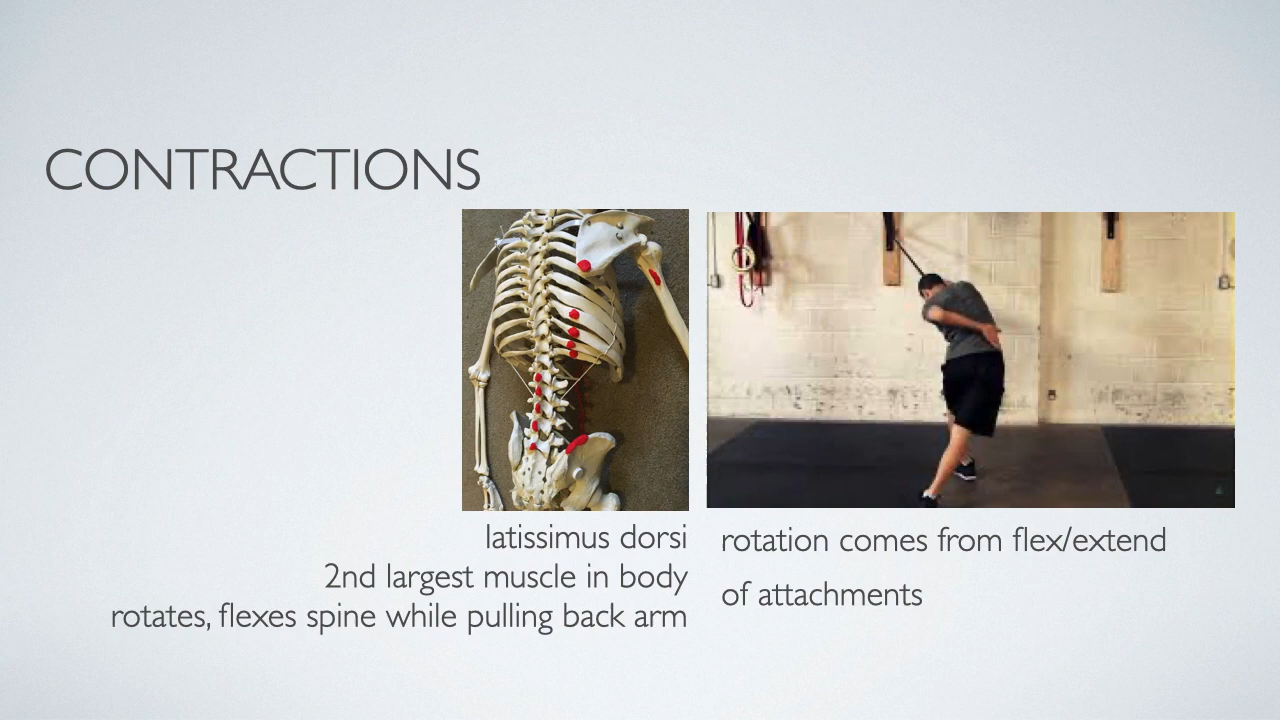 CONTRACTIONS
latissimus dorsi
2nd largest muscle in body
rotates, flexes spine while pulling back arm
rotation comes from flex/extend
of attachments